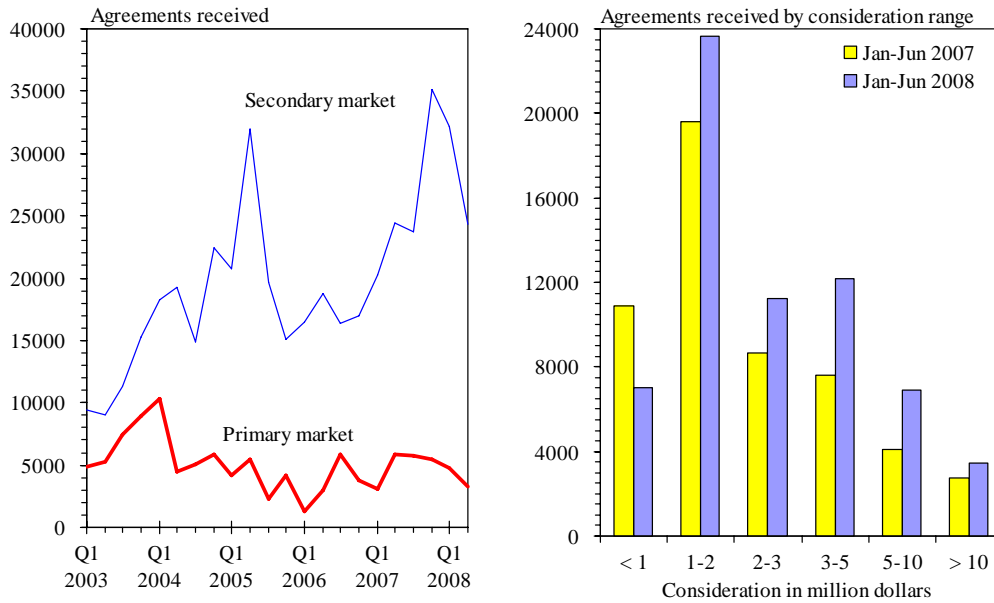 Agreements received
40000
35000
30000
25000
20000
15000
10000
5000
0
Secondary market
Primary market
Q1 Q1 Q1 Q1 Q1 Q1
2003 2004 2005 2006 2007 2008
Agreements received by consideration range
24000
20000
16000
12000
8000
4000
0
Jan-Jun 2007
Jan-Jun 2008
< 1 1-2 2-3 3-5 5-10 > 10
Consideration in million dollars